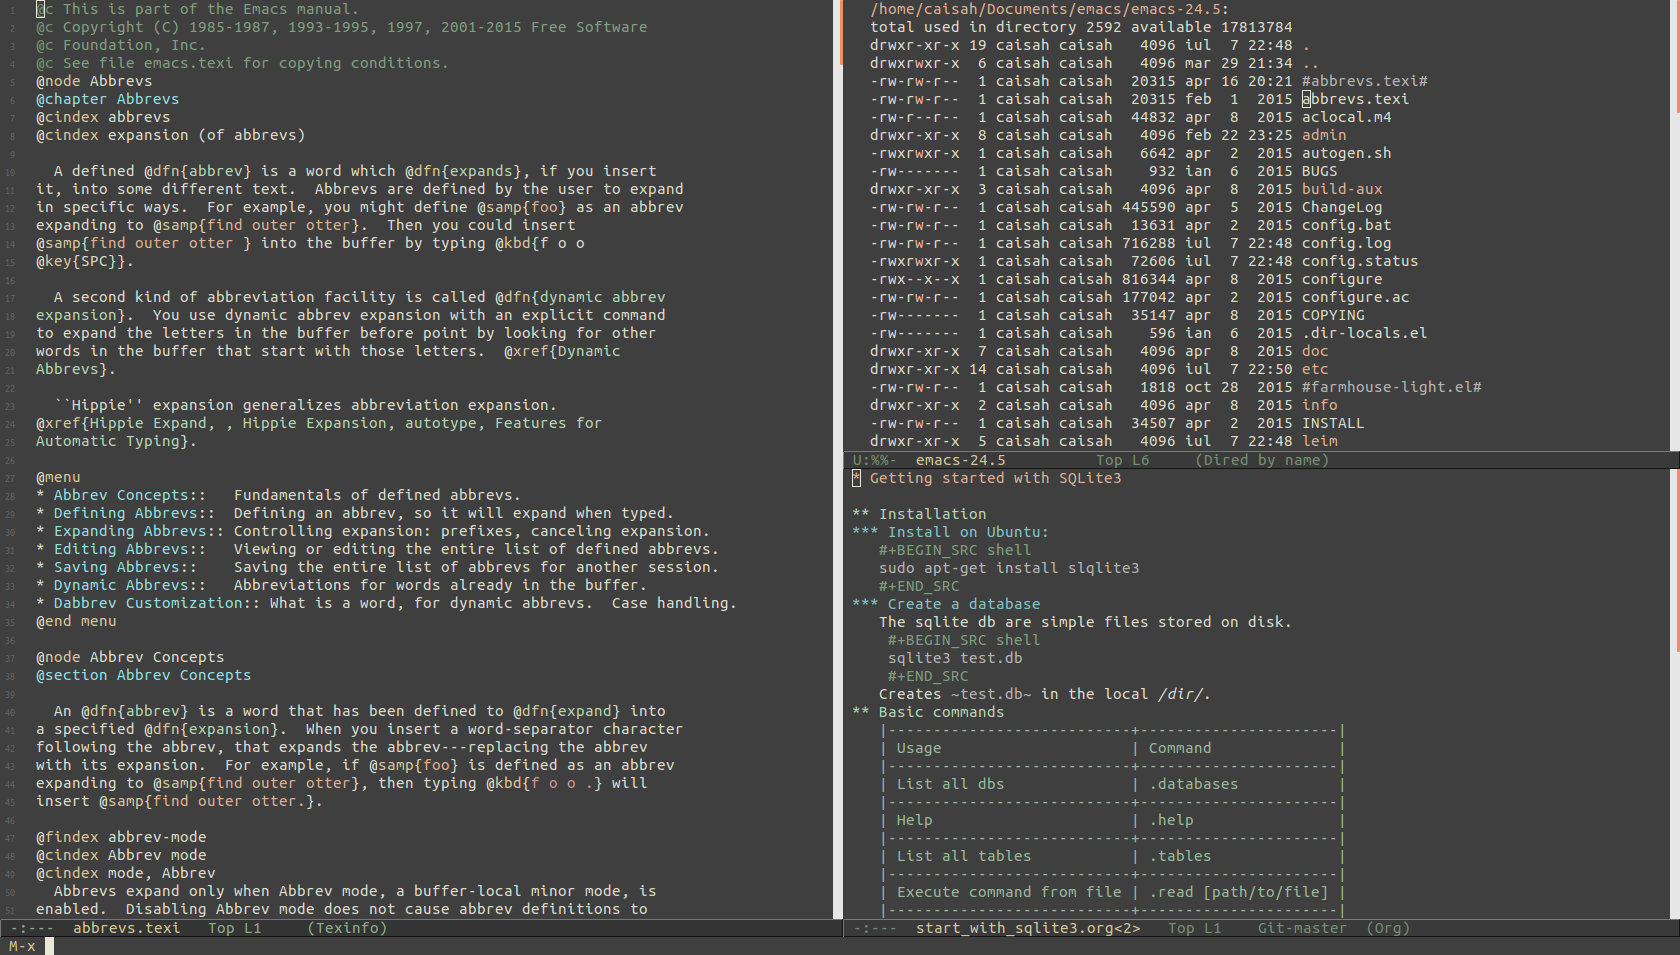 1 @c This is part of the Emacs manual.
2 @c Copyright (C) 1985-1987, 1993-1995, 1997, 2001-2015 Free Software
3 @c Foundation, Inc.
4 @c See file emacs.texi for copying conditions.
5 @node Abbrevs
6 @chapter Abbrevs
7 @cindex abbrevs
8 @cindex expansion (of abbrevs)
9
10   A defined @dfn{abbrev} is a word which @dfn{expands}, if you insert
11 it, into some different text.  Abbrevs are defined by the user to expand
12 in specific ways.  For example, you might define @samp{foo} as an abbrev
13 expanding to @samp{find outer otter}.  Then you could insert
14 @samp{find outer otter } into the buffer by typing @kbd{f o o
15 @key{SPC}}.
16
17   A second kind of abbreviation facility is called @dfn{dynamic abbrev
18 expansion}.  You use dynamic abbrev expansion with an explicit command
19 to expand the letters in the buffer before point by looking for other
20 words in the buffer that start with those letters.  @xref{Dynamic
21 Abbrevs}.
22
23   ``Hippie'' expansion generalizes abbreviation expansion.
24 @xref{Hippie Expand, , Hippie Expansion, autotype, Features for
25 Automatic Typing}.
26
27 @menu
28 * Abbrev Concepts::   Fundamentals of defined abbrevs.
29 * Defining Abbrevs::  Defining an abbrev, so it will expand when typed.
30 * Expanding Abbrevs:: Controlling expansion: prefixes, canceling expansion.
31 * Editing Abbrevs::   Viewing or editing the entire list of defined abbrevs.
32 * Saving Abbrevs::    Saving the entire list of abbrevs for another session.
33 * Dynamic Abbrevs::   Abbreviations for words already in the buffer.
34 * Dabbrev Customization:: What is a word, for dynamic abbrevs.  Case handling.
35 @end menu
36
37 @node Abbrev Concepts
38 @section Abbrev Concepts
39
40   An @dfn{abbrev} is a word that has been defined to @dfn{expand} into
41 a specified @dfn{expansion}.  When you insert a word-separator character
42 following the abbrev, that expands the abbrev---replacing the abbrev
43 with its expansion.  For example, if @samp{foo} is defined as an abbrev
44 expanding to @samp{find outer otter}, then typing @kbd{f o o .} will
45 insert @samp{find outer otter.}.
46
47 @findex abbrev-mode
48 @cindex Abbrev mode
49 @cindex mode, Abbrev
50   Abbrevs expand only when Abbrev mode, a buffer-local minor mode, is
51 enabled.  Disabling Abbrev mode does not cause abbrev definitions to
-:---  abbrevs.texi   Top L1     (Texinfo)
M-x
/home/caisah/Documents/emacs/emacs-24.5:
total used in directory 2592 available 17813784
drwxr-xr-x 19 caisah caisah   4096 iul  7 22:48 .
drwxrwxr-x  6 caisah caisah   4096 mar 29 21:34 ..
-rw-rw-r--  1 caisah caisah  20315 apr 16 20:21 #abbrevs.texi#
-rw-rw-r--  1 caisah caisah  20315 feb  1  2015 abbrevs.texi
-rw-rw-r--  1 caisah caisah  44832 apr  8  2015 aclocal.m4
drwxr-xr-x  8 caisah caisah   4096 feb 22 23:25 admin
-rwxrwxr-x  1 caisah caisah   6642 apr  2  2015 autogen.sh
-rw-------  1 caisah caisah    932 ian  6  2015 BUGS
drwxr-xr-x  3 caisah caisah   4096 apr  8  2015 build-aux
-rw-rw-r--  1 caisah caisah 445590 apr  5  2015 ChangeLog
-rw-rw-r--  1 caisah caisah  13631 apr  2  2015 config.bat
-rw-rw-r--  1 caisah caisah 716288 iul  7 22:48 config.log
-rwxrwxr-x  1 caisah caisah  72606 iul  7 22:48 config.status
-rwx--x--x  1 caisah caisah 816344 apr  8  2015 configure
-rw-rw-r--  1 caisah caisah 177042 apr  2  2015 configure.ac
-rw-------  1 caisah caisah  35147 apr  8  2015 COPYING
-rw-------  1 caisah caisah    596 ian  6  2015 .dir-locals.el
drwxr-xr-x  7 caisah caisah   4096 apr  8  2015 doc
drwxr-xr-x 14 caisah caisah   4096 iul  7 22:50 etc
-rw-rw-r--  1 caisah caisah   1818 oct 28  2015 #farmhouse-light.el#
drwxr-xr-x  2 caisah caisah   4096 apr  8  2015 info
-rw-rw-r--  1 caisah caisah  34507 apr  2  2015 INSTALL
drwxr-xr-x  5 caisah caisah   4096 iul  7 22:48 leim
U:%%-  emacs-24.5          Top L6     (Dired by name)
* Getting started with SQLite3

** Installation
*** Install on Ubuntu:
#+BEGIN_SRC shell
sudo apt-get install slqlite3
#+END_SRC
*** Create a database
The sqlite db are simple files stored on disk.
#+BEGIN_SRC shell
sqlite3 test.db
#+END_SRC
Creates ~test.db~ in the local /dir/.
** Basic commands
|---------------------------+----------------------|
| Usage                     | Command              |
|---------------------------+----------------------|
| List all dbs              | .databases           |
|---------------------------+----------------------|
| Help                      | .help                |
|---------------------------+----------------------|
| List all tables           | .tables              |
|---------------------------+----------------------|
| Execute command from file | .read [path/to/file] |
|---------------------------+----------------------|
-:---  start_with_sqlite3.org<2>   Top L1    Git-master  (Org)